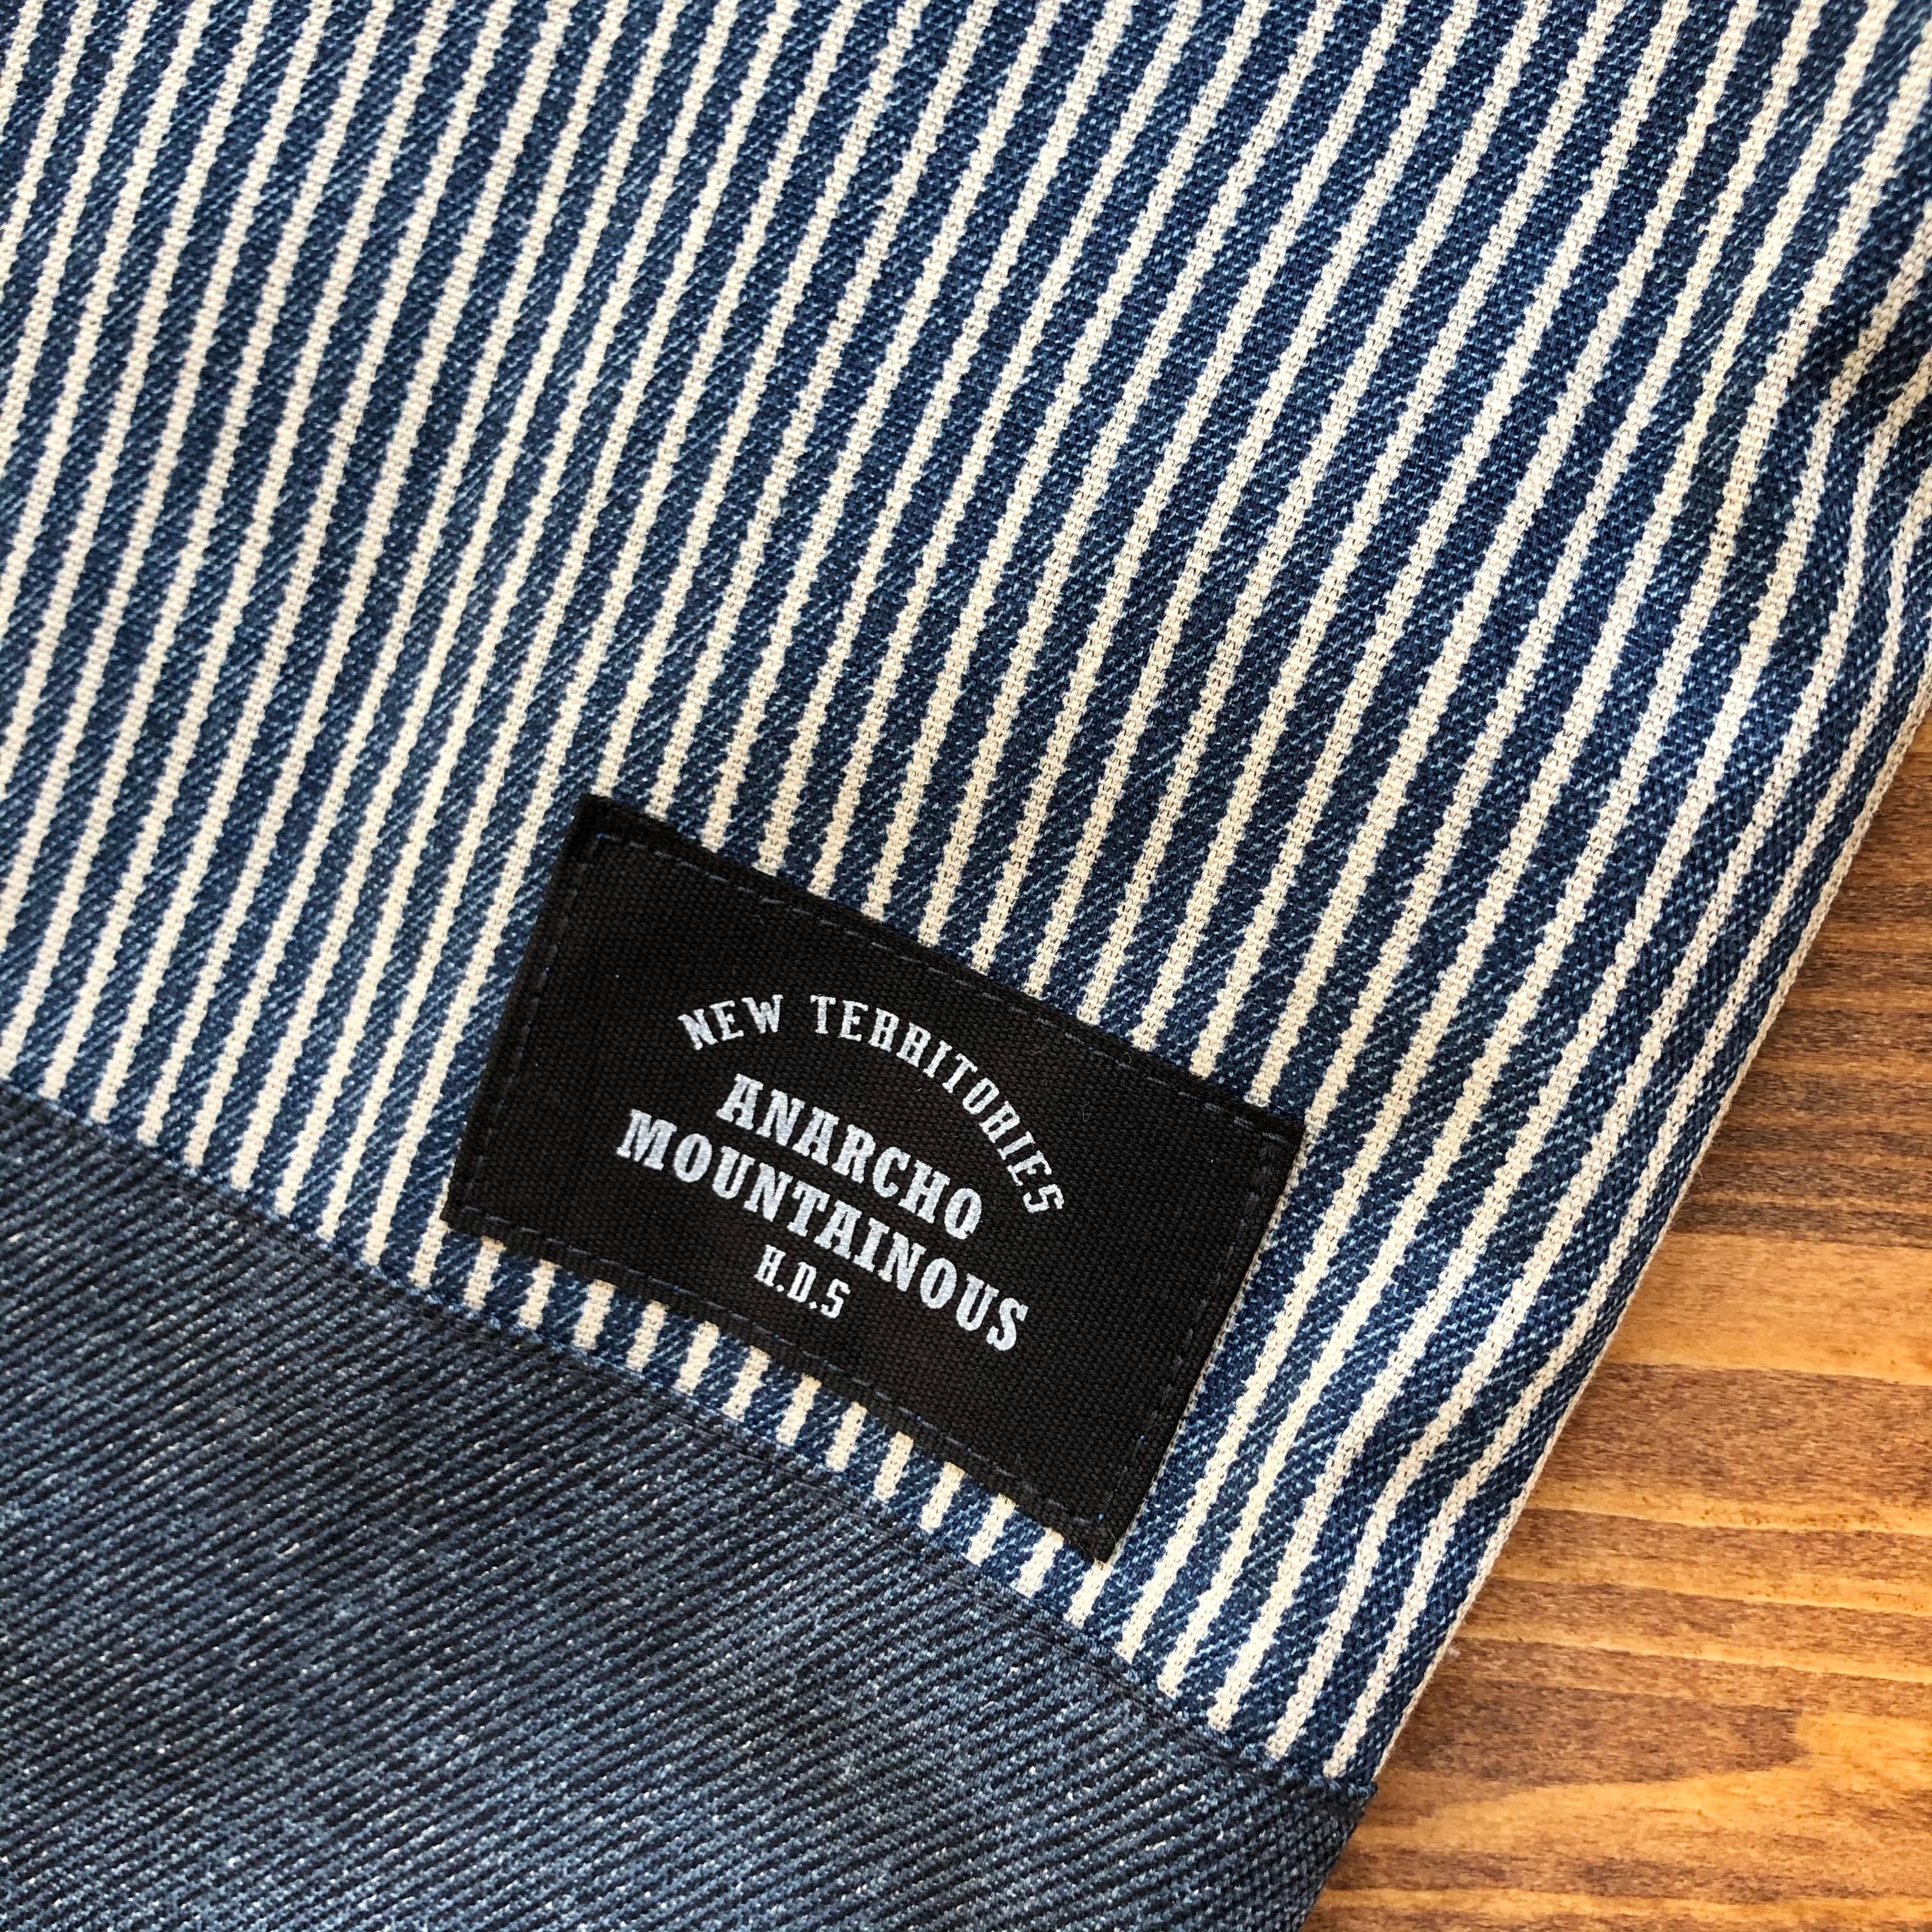 NEW TERRITORIES
ANARCHO
MOUNTAINOUS
H.D.S